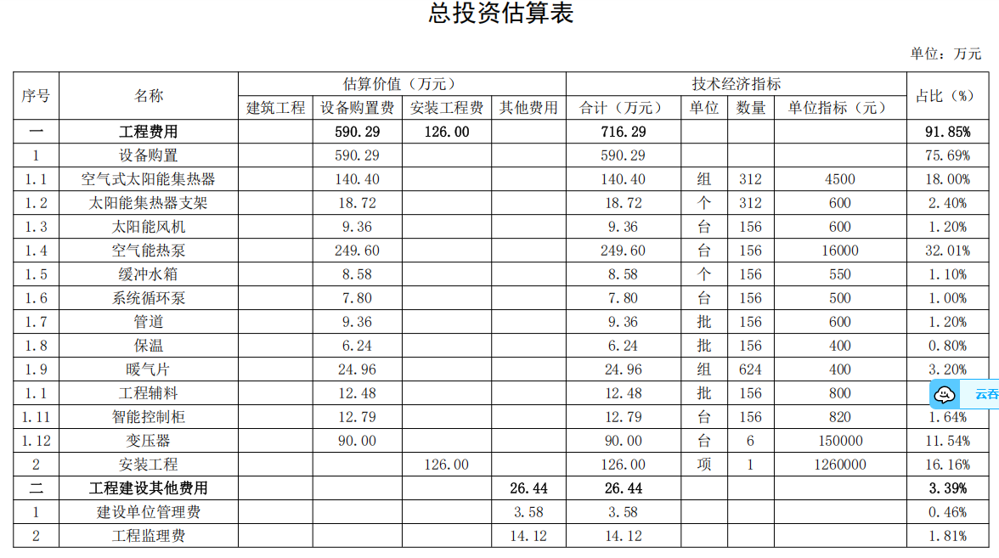 总投资估算表
单位：万元
序号 名称 估算价值（万元） 技术经济指标 占比（%）
建筑工程 设备购置费 安装工程费 其他费用 合计（万元） 单位 数量 单位指标（元）
一 工程费用 590.29 126.00 716.29 91.85%
1 设备购置 590.29 590.29 75.69%
1.1 空气式太阳能集热器 140.40 140.40 组 312 4500 18.00%
1.2 太阳能集热器支架 18.72 18.72 个 312 600 2.40%
1.3 太阳能风机 9.36 9.36 台 156 600 1.20%
1.4 空气能热泵 249.60 249.60 台 156 16000 32.01%
1.5 缓冲水箱 8.58 8.58 个 156 550 1.10%
1.6 系统循环泵 7.80 7.80 台 156 500 1.00%
1.7 管道 9.36 9.36 批 156 600 1.20%
1.8 保温 6.24 6.24 批 156 400 0.80%
1.9 暖气片 24.96 24.96 组 624 400 3.20%
1.1 工程辅料 12.48 12.48 批 156 800
云吞
1.11 智能控制柜 12.79 12.79 台 156 820 1.64%
1.12 变压器 90.00 90.00 台 6 150000 11.54%
2 安装工程 126.00 126.00 项 1 1260000 16.16%
二 工程建设其他费用 26.44 26.44 3.39%
1 建设单位管理费 3.58 3.58 0.46%
2 工程监理费 14.12 14.12 1.81%